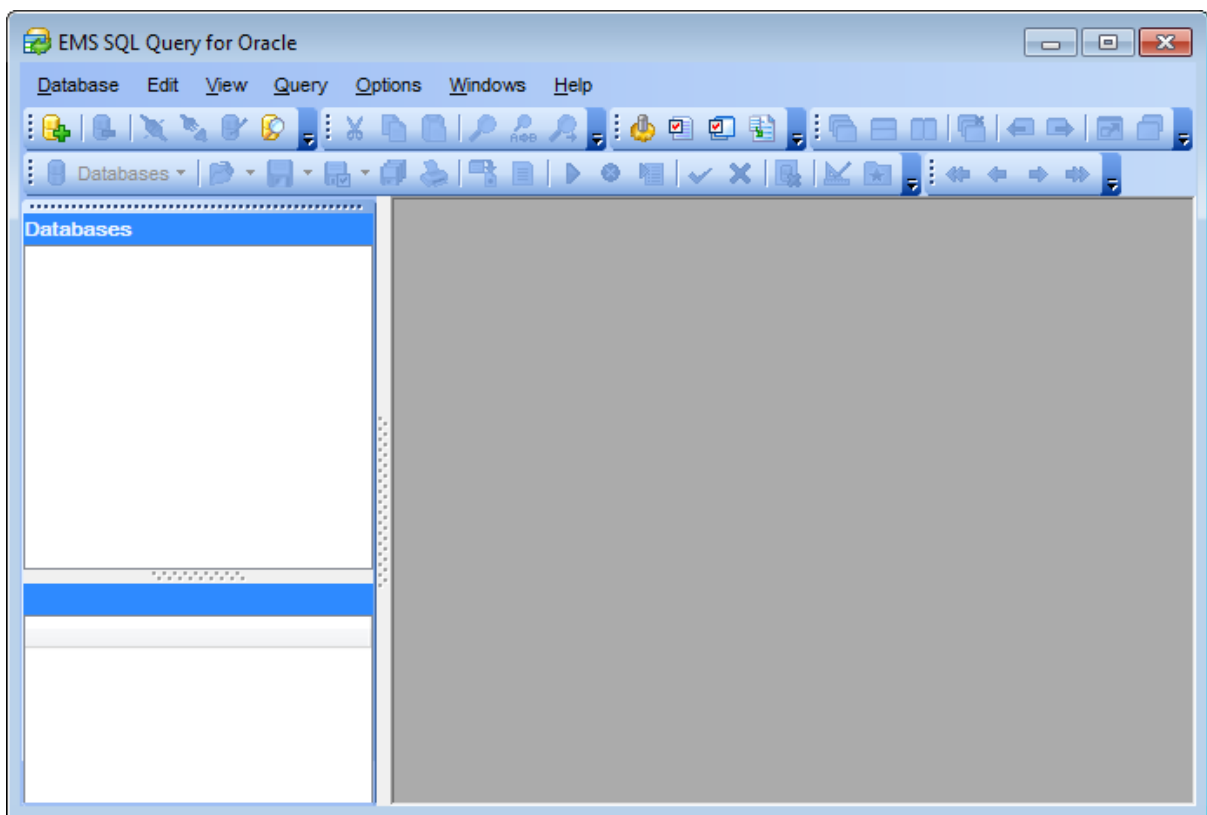 EMS SQL Query for Oracle
Database Edit View Query Options Windows Help
Databases
Databases